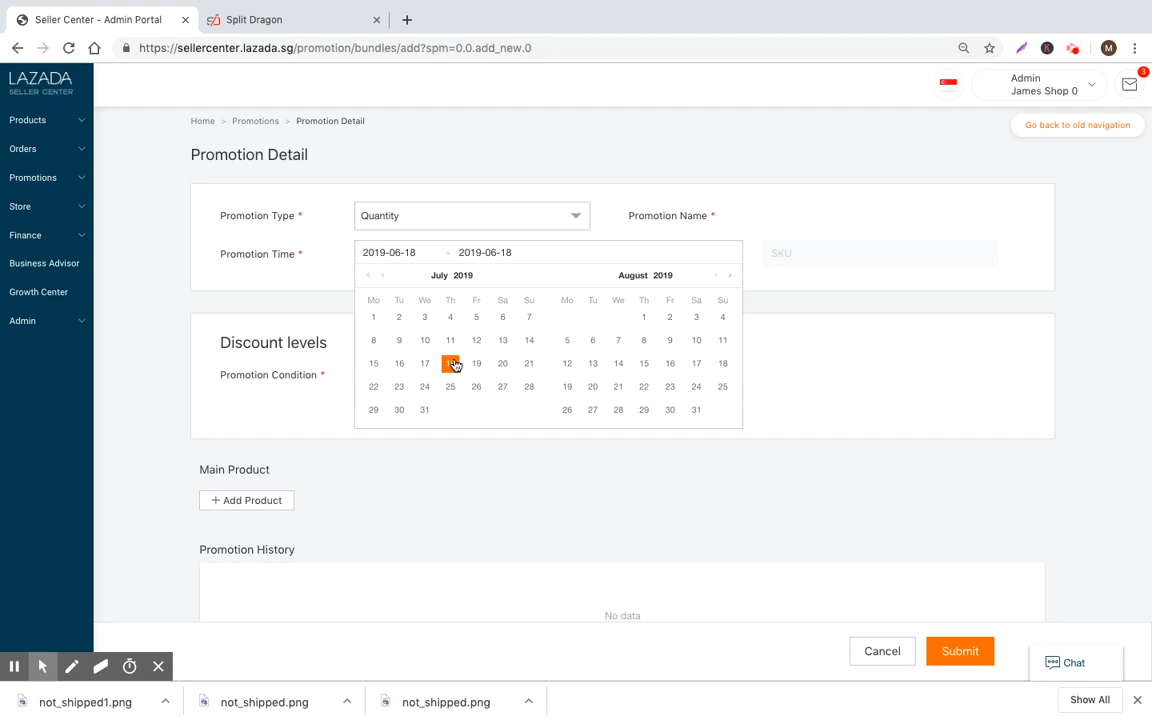 Seller Center - Admin Portal
Split Dragon
https://sellercenter.lazada.sg/promotion/bundles/add?spm=0.0.add_new.0
K
M
LAZADA
SELLER CENTER
Admin
James Shop 0
3
Products
Orders
Promotions
Store
Finance
Business Advisor
Growth Center
Admin
Home > Promotions > Promotion Detail
Go back to old navigation
Promotion Detail
Promotion Type *
Quantity
Promotion Name *
Promotion Time *
2019-06-18 - 2019-06-18
SKU
« ‹ July 2019 August 2019 › »
Mo Tu We Th Fr Sa Su Mo Tu We Th Fr Sa Su
1 2 3 4 5 6 7 1 2 3 4
8 9 10 11 12 13 14 5 6 7 8 9 10 11
15 16 17 19 20 21 12 13 14 15 16 17 18
22 23 24 25 26 27 28 19 20 21 22 23 24 25
29 30 31 26 27 28 29 30 31
Discount levels
Promotion Condition *
Main Product
+ Add Product
Promotion History
No data
Cancel
Submit
Chat
not_shipped1.png
not_shipped.png
not_shipped.png
Show All